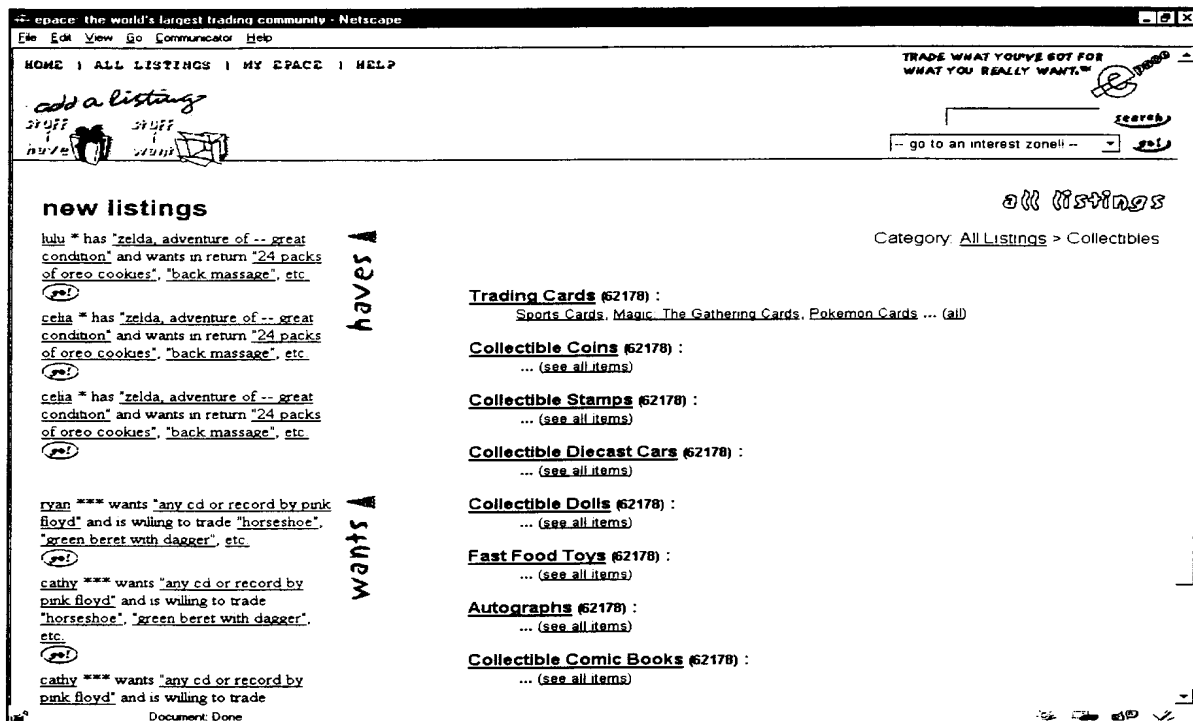 epace: the world's largest trading community - Netscape
File Edit View Go Communicator Help
HOME | ALL LISTINGS | MY EPACE | HELP
TRADE WHAT YOU'VE GOT FOR
WHAT YOU REALLY WANT.™
epace
add a listing
stuff i have
stuff i want
search
-- go to an interest zone!! --
go!
new listings
haves
lulu * has "zelda, adventure of -- great
condition" and wants in return "24 packs
of oreo cookies", "back massage", etc.
go!
celia * has "zelda, adventure of -- great
condition" and wants in return "24 packs
of oreo cookies", "back massage", etc.
go!
celia * has "zelda, adventure of -- great
condition" and wants in return "24 packs
of oreo cookies", "back massage", etc.
go!
wants
ryan *** wants "any cd or record by pink
floyd" and is willing to trade "horseshoe",
"green beret with dagger", etc.
go!
cathy *** wants "any cd or record by
pink floyd" and is willing to trade
"horseshoe", "green beret with dagger",
etc.
go!
cathy *** wants "any cd or record by
pink floyd" and is willing to trade
all listings
Category: All Listings > Collectibles
Trading Cards (62178) :
Sports Cards, Magic: The Gathering Cards, Pokemon Cards ... (all)
Collectible Coins (62178) :
... (see all items)
Collectible Stamps (62178) :
... (see all items)
Collectible Diecast Cars (62178) :
... (see all items)
Collectible Dolls (62178) :
... (see all items)
Fast Food Toys (62178) :
... (see all items)
Autographs (62178) :
... (see all items)
Collectible Comic Books (62178) :
... (see all items)
Document: Done